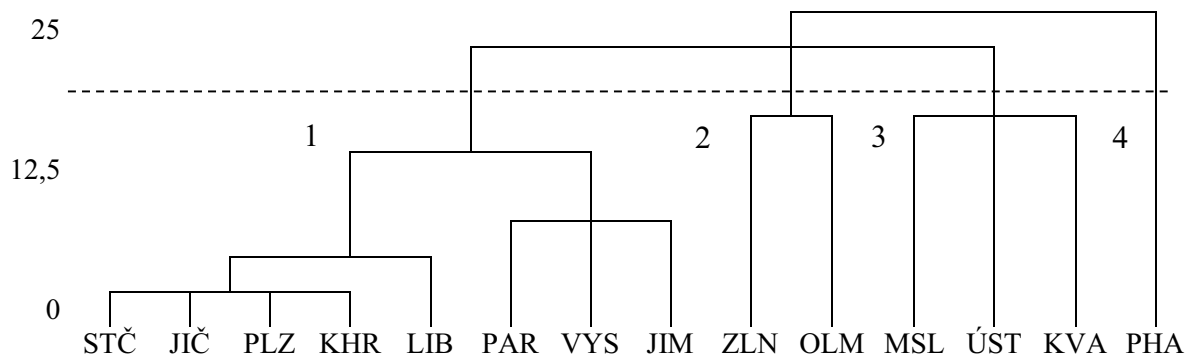 25
1 2 3 4
12,5
0
STČ JIČ PLZ KHR LIB PAR VYS JIM ZLN OLM MSL ÚST KVA PHA